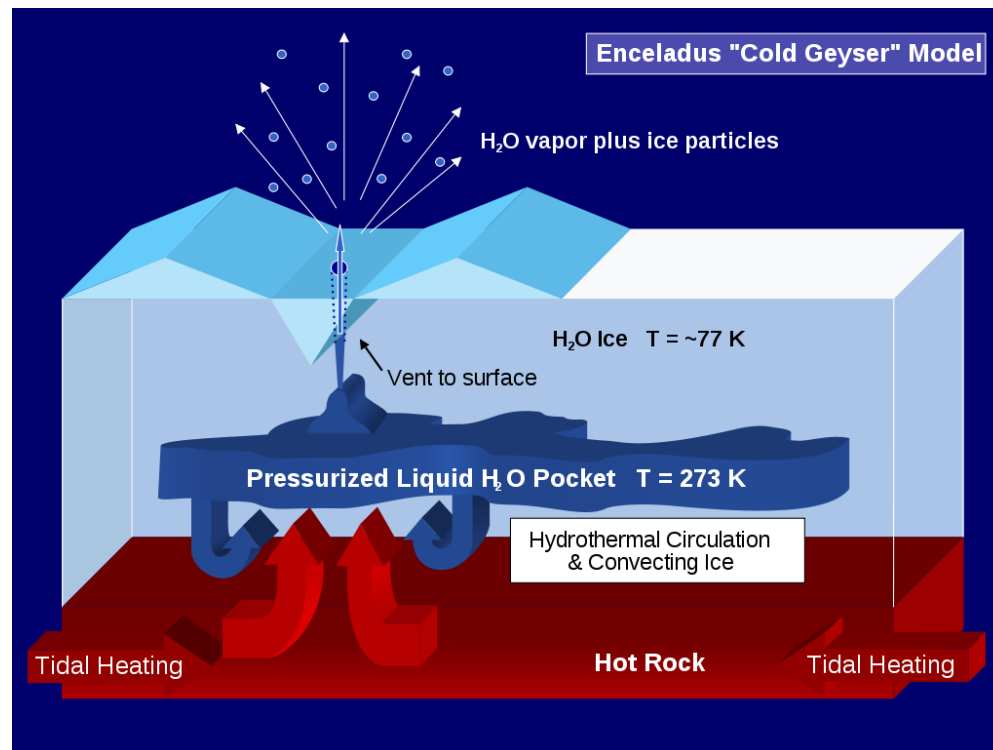 Enceladus "Cold Geyser" Model
H₂O vapor plus ice particles
H₂O Ice T = ~77 K
Vent to surface
Pressurized Liquid H₂O Pocket T = 273 K
Hydrothermal Circulation
& Convecting Ice
Tidal Heating
Hot Rock
Tidal Heating